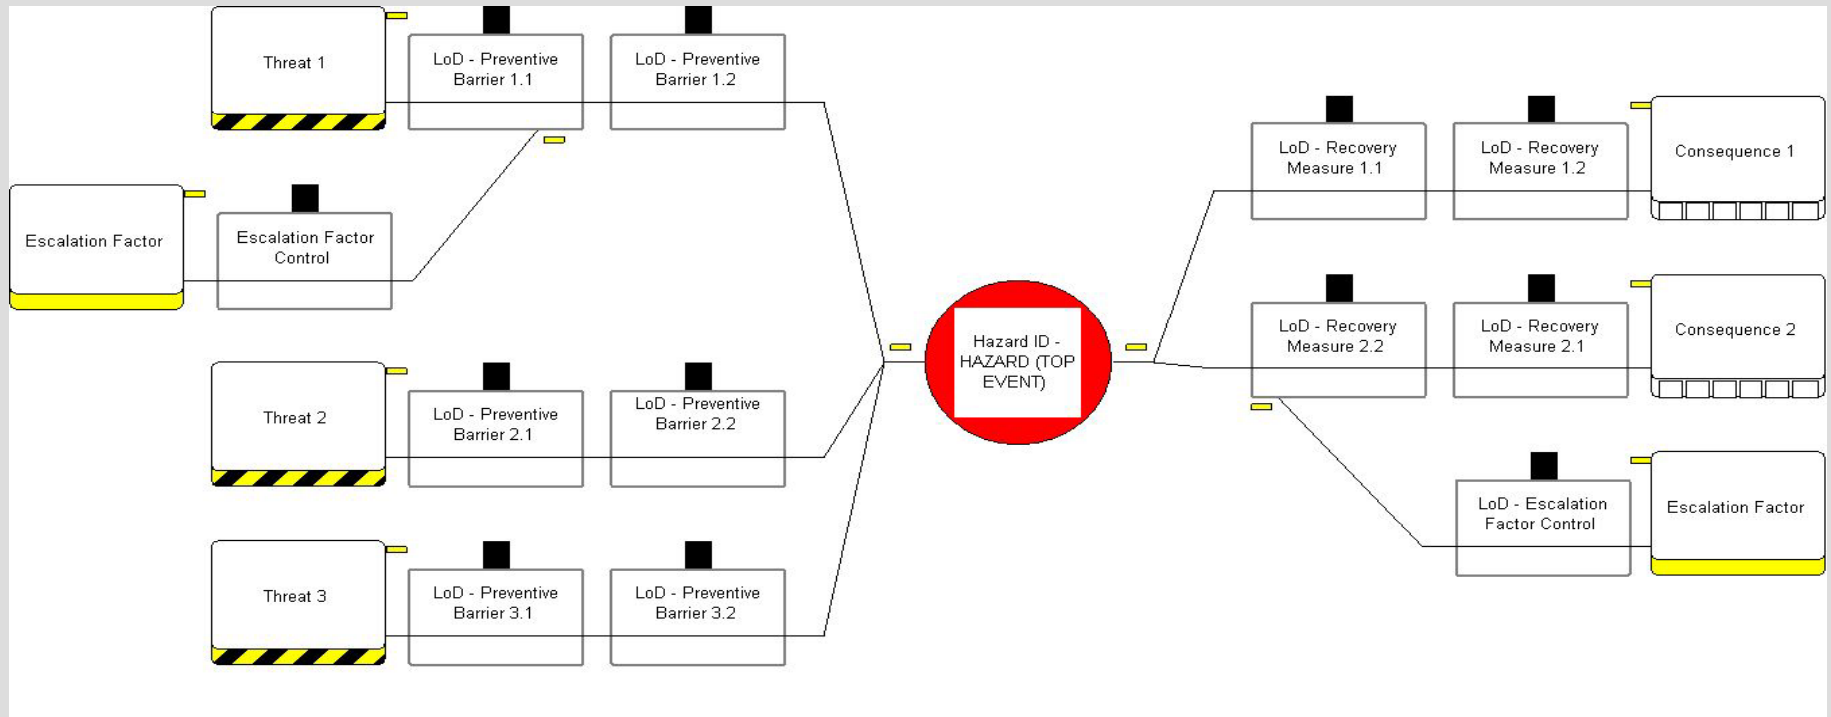 Threat 1
LoD - Preventive
Barrier 1.1
LoD - Preventive
Barrier 1.2
Escalation Factor
Escalation Factor
Control
Threat 2
LoD - Preventive
Barrier 2.1
LoD - Preventive
Barrier 2.2
Threat 3
LoD - Preventive
Barrier 3.1
LoD - Preventive
Barrier 3.2
Hazard ID -
HAZARD (TOP
EVENT)
LoD - Recovery
Measure 1.1
LoD - Recovery
Measure 1.2
Consequence 1
LoD - Recovery
Measure 2.2
LoD - Recovery
Measure 2.1
Consequence 2
LoD - Escalation
Factor Control
Escalation Factor